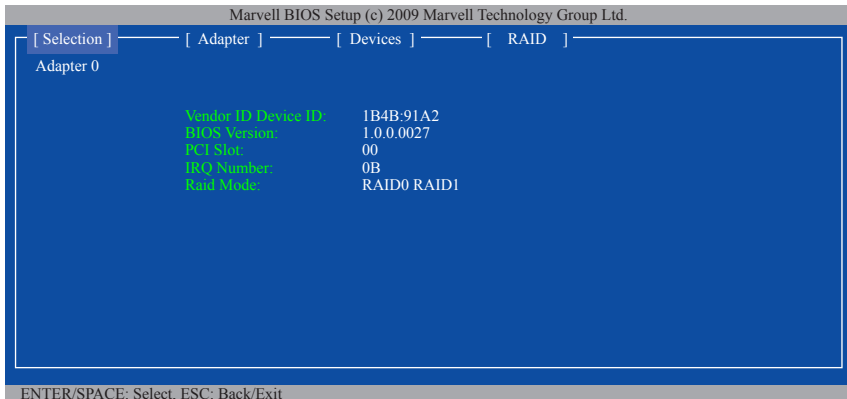 Marvell BIOS Setup (c) 2009 Marvell Technology Group Ltd.
[ Selection ] [ Adapter ] [ Devices ] [ RAID ]
Adapter 0
Vendor ID Device ID: 1B4B:91A2
BIOS Version: 1.0.0.0027
PCI Slot: 00
IRQ Number: 0B
Raid Mode: RAID0 RAID1
ENTER/SPACE: Select, ESC: Back/Exit